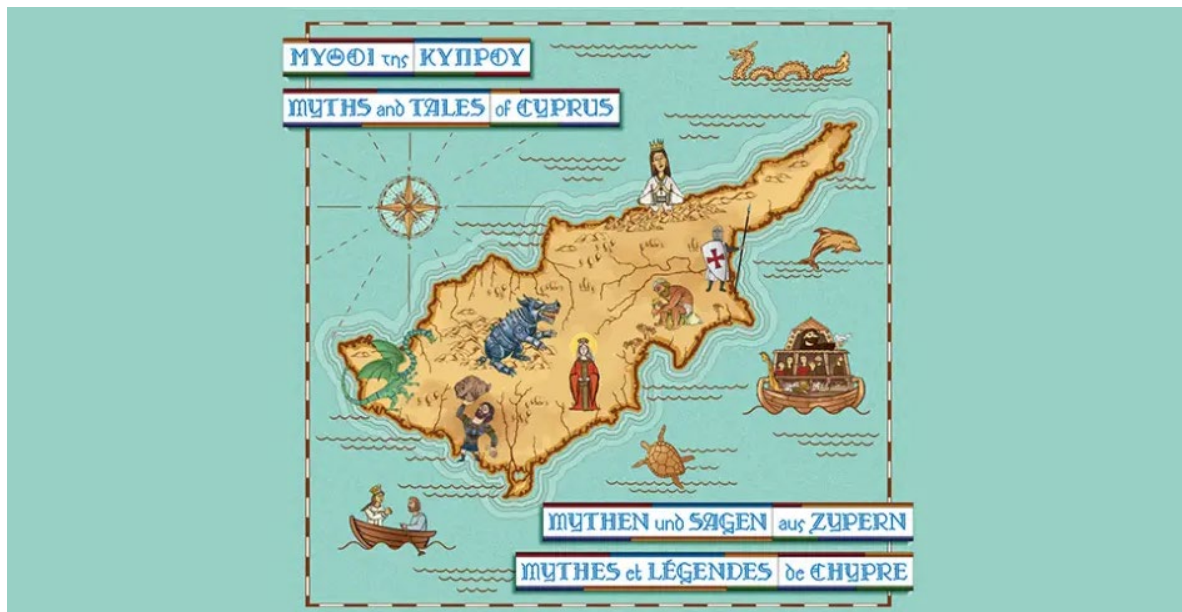 ΜΥΘΟΙ της ΚΥΠΡΟΥ
MYTHS and TALES of CYPRUS
MYTHEN und SAGEN aus ZYPERN
MYTHES et LÉGENDES de CHYPRE